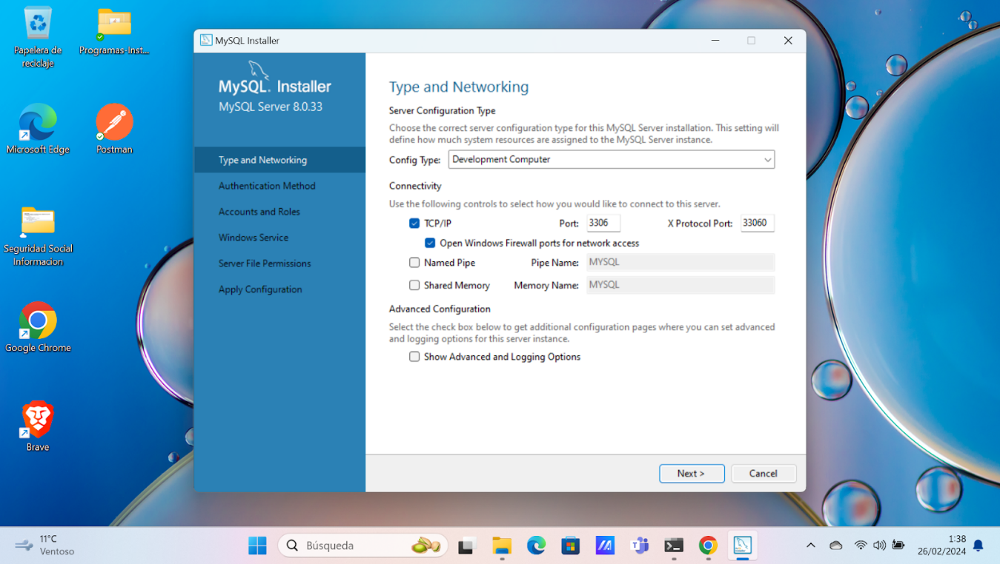 Papelera de
reciclaje
Programas-Inst...
Microsoft Edge
Postman
Seguridad Social
Informacion
Google Chrome
Brave
MySQL Installer
MySQL. Installer
MySQL Server 8.0.33
Type and Networking
Authentication Method
Accounts and Roles
Windows Service
Server File Permissions
Apply Configuration
Type and Networking
Server Configuration Type
Choose the correct server configuration type for this MySQL Server installation. This setting will
define how much system resources are assigned to the MySQL Server instance.
Config Type: Development Computer
Connectivity
Use the following controls to select how you would like to connect to this server.
TCP/IP Port: 3306 X Protocol Port: 33060
Open Windows Firewall ports for network access
Named Pipe Pipe Name: MYSQL
Shared Memory Memory Name: MYSQL
Advanced Configuration
Select the check box below to get additional configuration pages where you can set advanced
and logging options for this server instance.
Show Advanced and Logging Options
Next > Cancel
11°C
Ventoso
Búsqueda
1:38
26/02/2024